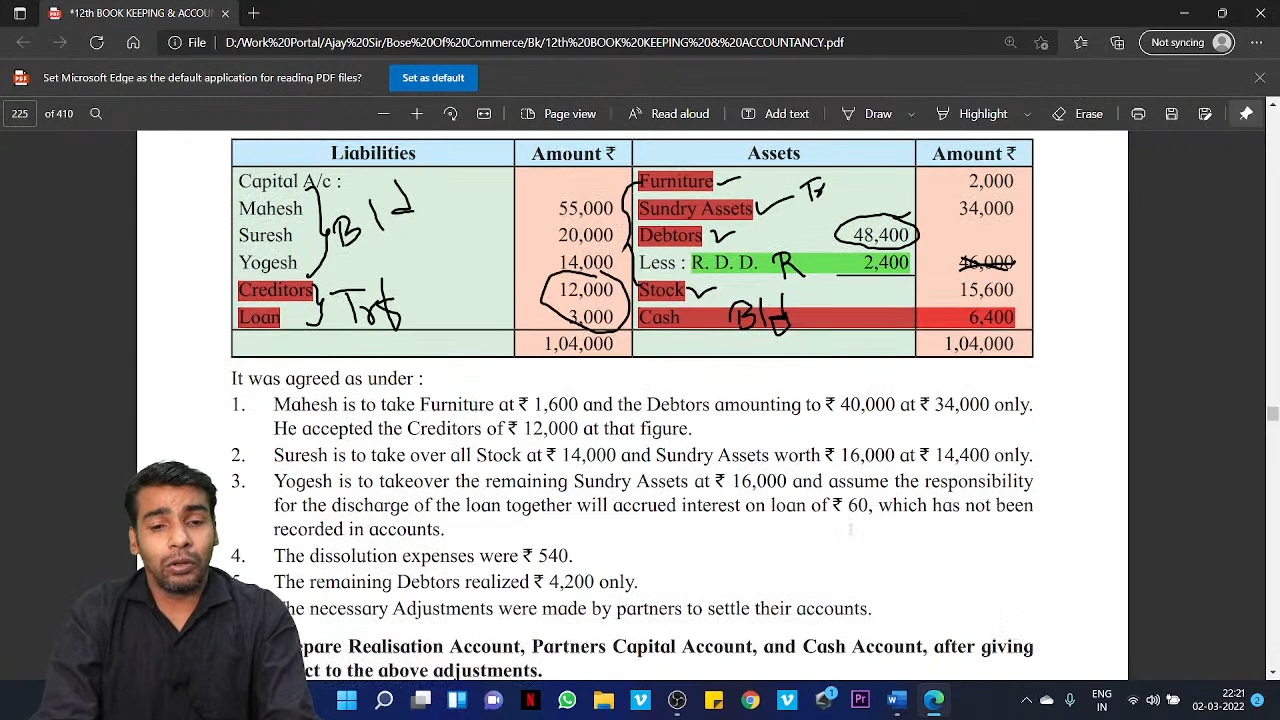 *12th BOOK KEEPING & ACCOUN
File D:/Work%20Portal/Ajay%20Sir/Bose%20Of%20Commerce/Bk/12th%20BOOK%20KEEPING%20&%20ACCOUNTANCY.pdf Not syncing
Set Microsoft Edge as the default application for reading PDF files? Set as default
225 of 410 Page view Read aloud Add text Draw Highlight Erase
Liabilities Amount ₹ Assets Amount ₹
Capital A/c : Furniture 2,000
Mahesh 55,000 Sundry Assets 34,000
Suresh 20,000 Debtors 48,400
Yogesh 14,000 Less : R. D. D. R 2,400 46,000
Creditors 12,000 Stock 15,600
Loan 3,000 Cash 6,400
1,04,000 1,04,000
Bld
Trf
Tr
Bld
It was agreed as under :
1. Mahesh is to take Furniture at ₹ 1,600 and the Debtors amounting to ₹ 40,000 at ₹ 34,000 only.
He accepted the Creditors of ₹ 12,000 at that figure.
2. Suresh is to take over all Stock at ₹ 14,000 and Sundry Assets worth ₹ 16,000 at ₹ 14,400 only.
3. Yogesh is to takeover the remaining Sundry Assets at ₹ 16,000 and assume the responsibility
for the discharge of the loan together will accrued interest on loan of ₹ 60, which has not been
recorded in accounts.
4. The dissolution expenses were ₹ 540.
The remaining Debtors realized ₹ 4,200 only.
necessary Adjustments were made by partners to settle their accounts.
Realisation Account, Partners Capital Account, and Cash Account, after giving
to the above adjustments.
ENG
IN
22:21
02-03-2022